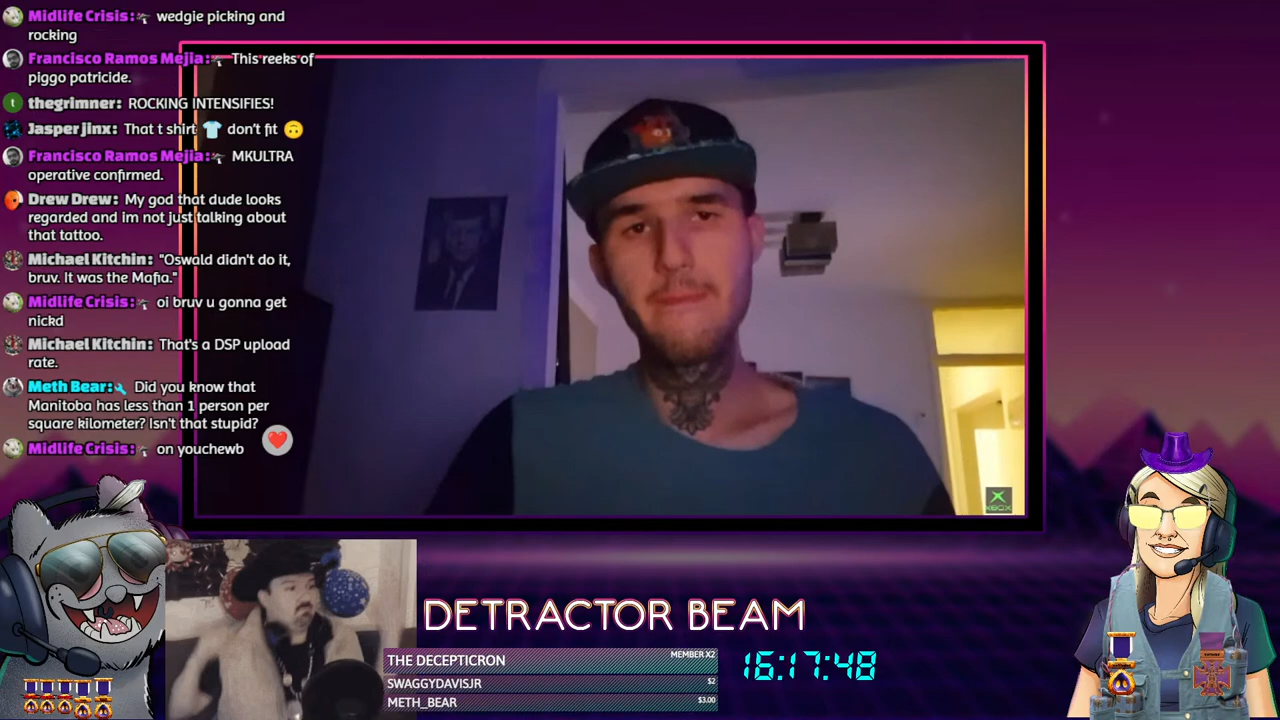 Midlife Crisis: wedgie picking and
rocking
Francisco Ramos Mejia: This reeks of
piggo patricide.
t thegrimner: ROCKING INTENSIFIES!
Jasper jinx: That t shirt 👕 don't fit 🙃
Francisco Ramos Mejia: MKULTRA
operative confirmed.
Drew Drew: My god that dude looks
regarded and im not just talking about
that tattoo.
Michael Kitchin: "Oswald didn't do it,
bruv. It was the Mafia."
Midlife Crisis: oi bruv u gonna get
nickd
Michael Kitchin: That's a DSP upload
rate.
Meth Bear: Did you know that
Manitoba has less than 1 person per
square kilometer? Isn't that stupid?
Midlife Crisis: on youchewb
XBOX
DETRACTOR BEAM
THE DECEPTICRON MEMBER X2
SWAGGYDAVISJR $2
METH_BEAR $3.00
16:17:48